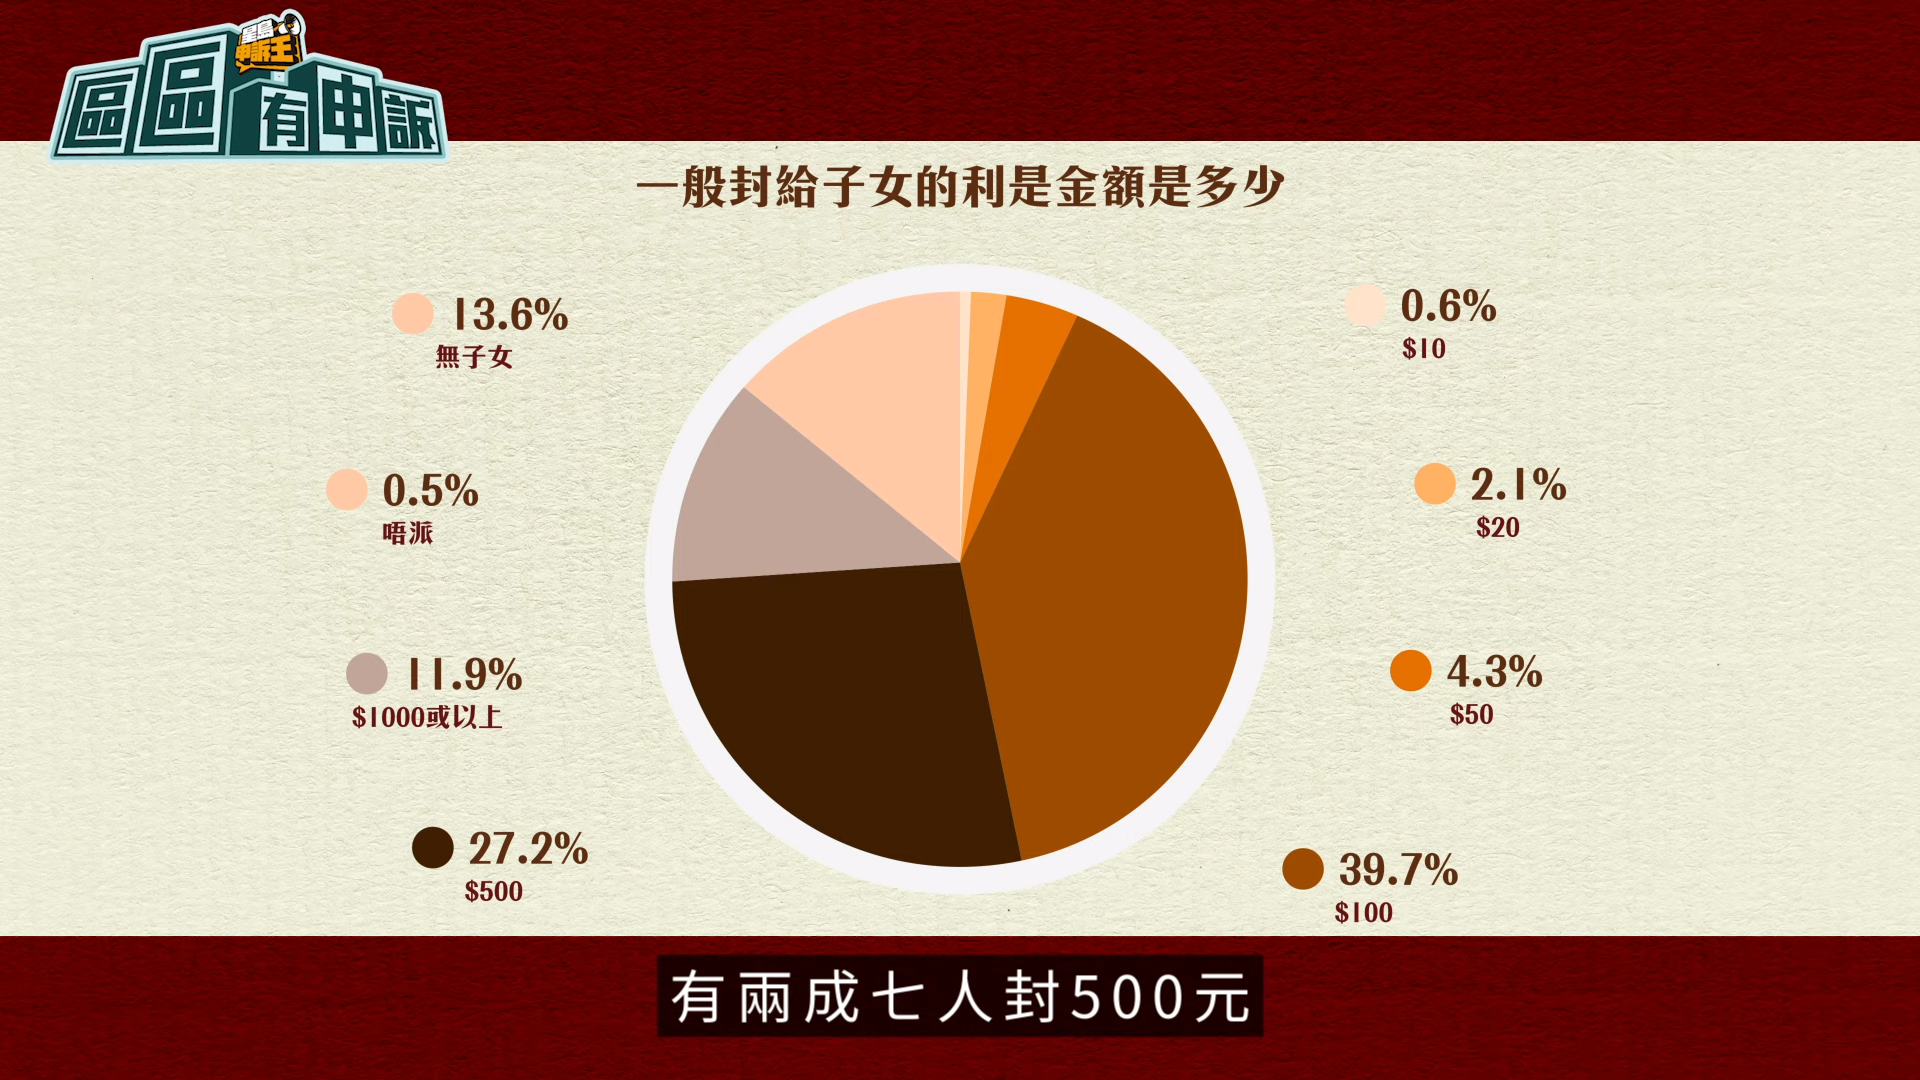 星島
申訴王
區區有申訴
一般封給子女的利是金額是多少
13.6%
無子女
0.5%
唔派
11.9%
$1000或以上
27.2%
$500
0.6%
$10
2.1%
$20
4.3%
$50
39.7%
$100
有兩成七人封500元